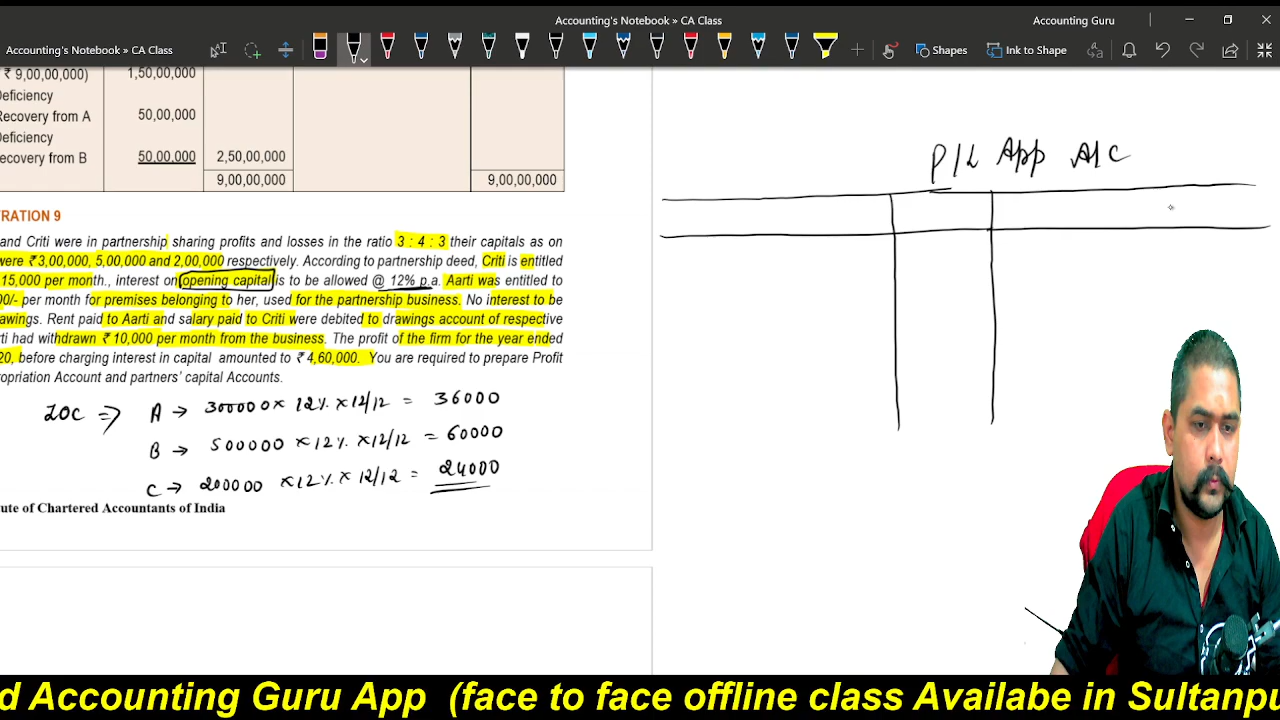 Accounting's Notebook » CA Class
Accounting Guru
Accounting's Notebook » CA Class
Shapes
Ink to Shape
₹ 9,00,00,000) 1,50,00,000
Deficiency
Recovery from A 50,00,000
Deficiency
ecovery from B 50,00,000 2,50,00,000
9,00,00,000 9,00,00,000
RATION 9
and Criti were in partnership sharing profits and losses in the ratio 3 : 4 : 3 their capitals as on
were ₹ 3,00,000, 5,00,000 and 2,00,000 respectively. According to partnership deed, Criti is entitled
15,000 per month., interest on opening capital is to be allowed @ 12% p.a. Aarti was entitled to
00/- per month for premises belonging to her, used for the partnership business. No interest to be
awings. Rent paid to Aarti and salary paid to Criti were debited to drawings account of respective
rti had withdrawn ₹ 10,000 per month from the business. The profit of the firm for the year ended
20, before charging interest in capital amounted to ₹ 4,60,000. You are required to prepare Profit
ropriation Account and partners' capital Accounts.
IOC ⇒ A → 300000 × 12% × 12/12 = 36000
B → 500000 × 12% × 12/12 = 60000
C → 200000 × 12% × 12/12 = 24000
ute of Chartered Accountants of India
P/L App A/C
d Accounting Guru App (face to face offline class Availabe in Sultanpu